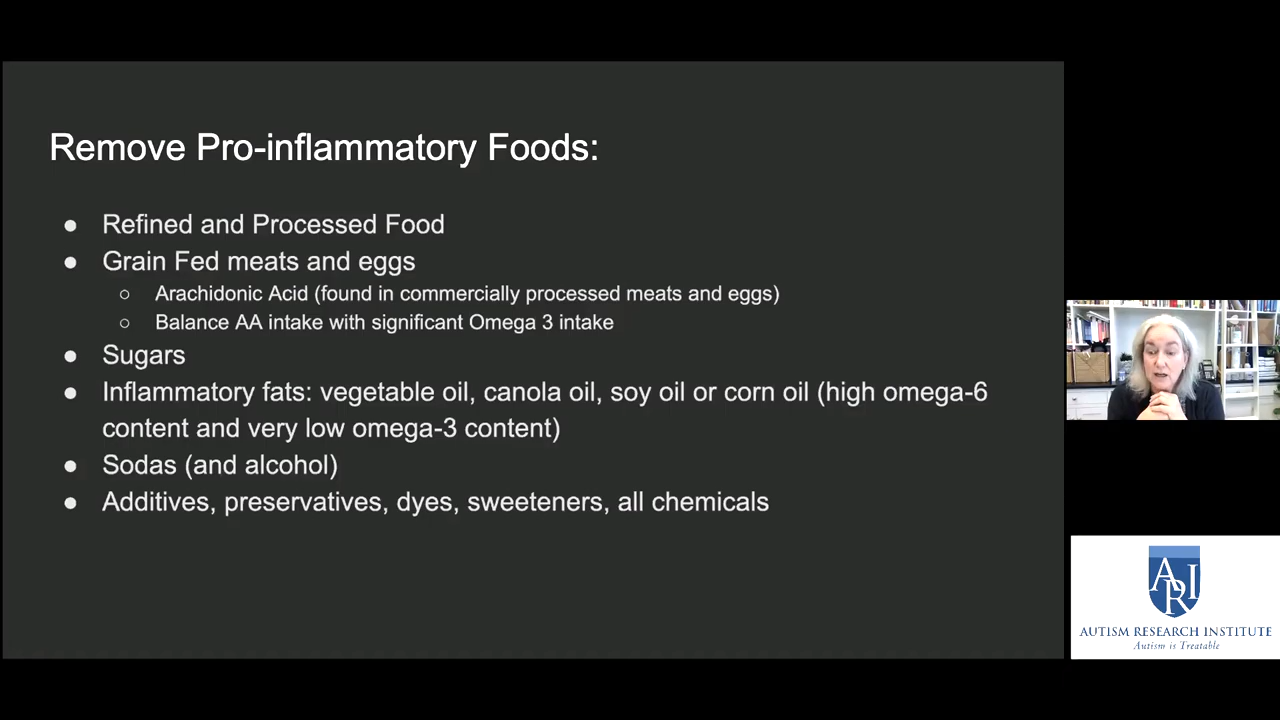 Remove Pro-inflammatory Foods:
● Refined and Processed Food
● Grain Fed meats and eggs
○ Arachidonic Acid (found in commercially processed meats and eggs)
○ Balance AA intake with significant Omega 3 intake
● Sugars
● Inflammatory fats: vegetable oil, canola oil, soy oil or corn oil (high omega-6
content and very low omega-3 content)
● Sodas (and alcohol)
● Additives, preservatives, dyes, sweeteners, all chemicals
ARI
AUTISM RESEARCH INSTITUTE
Autism is Treatable